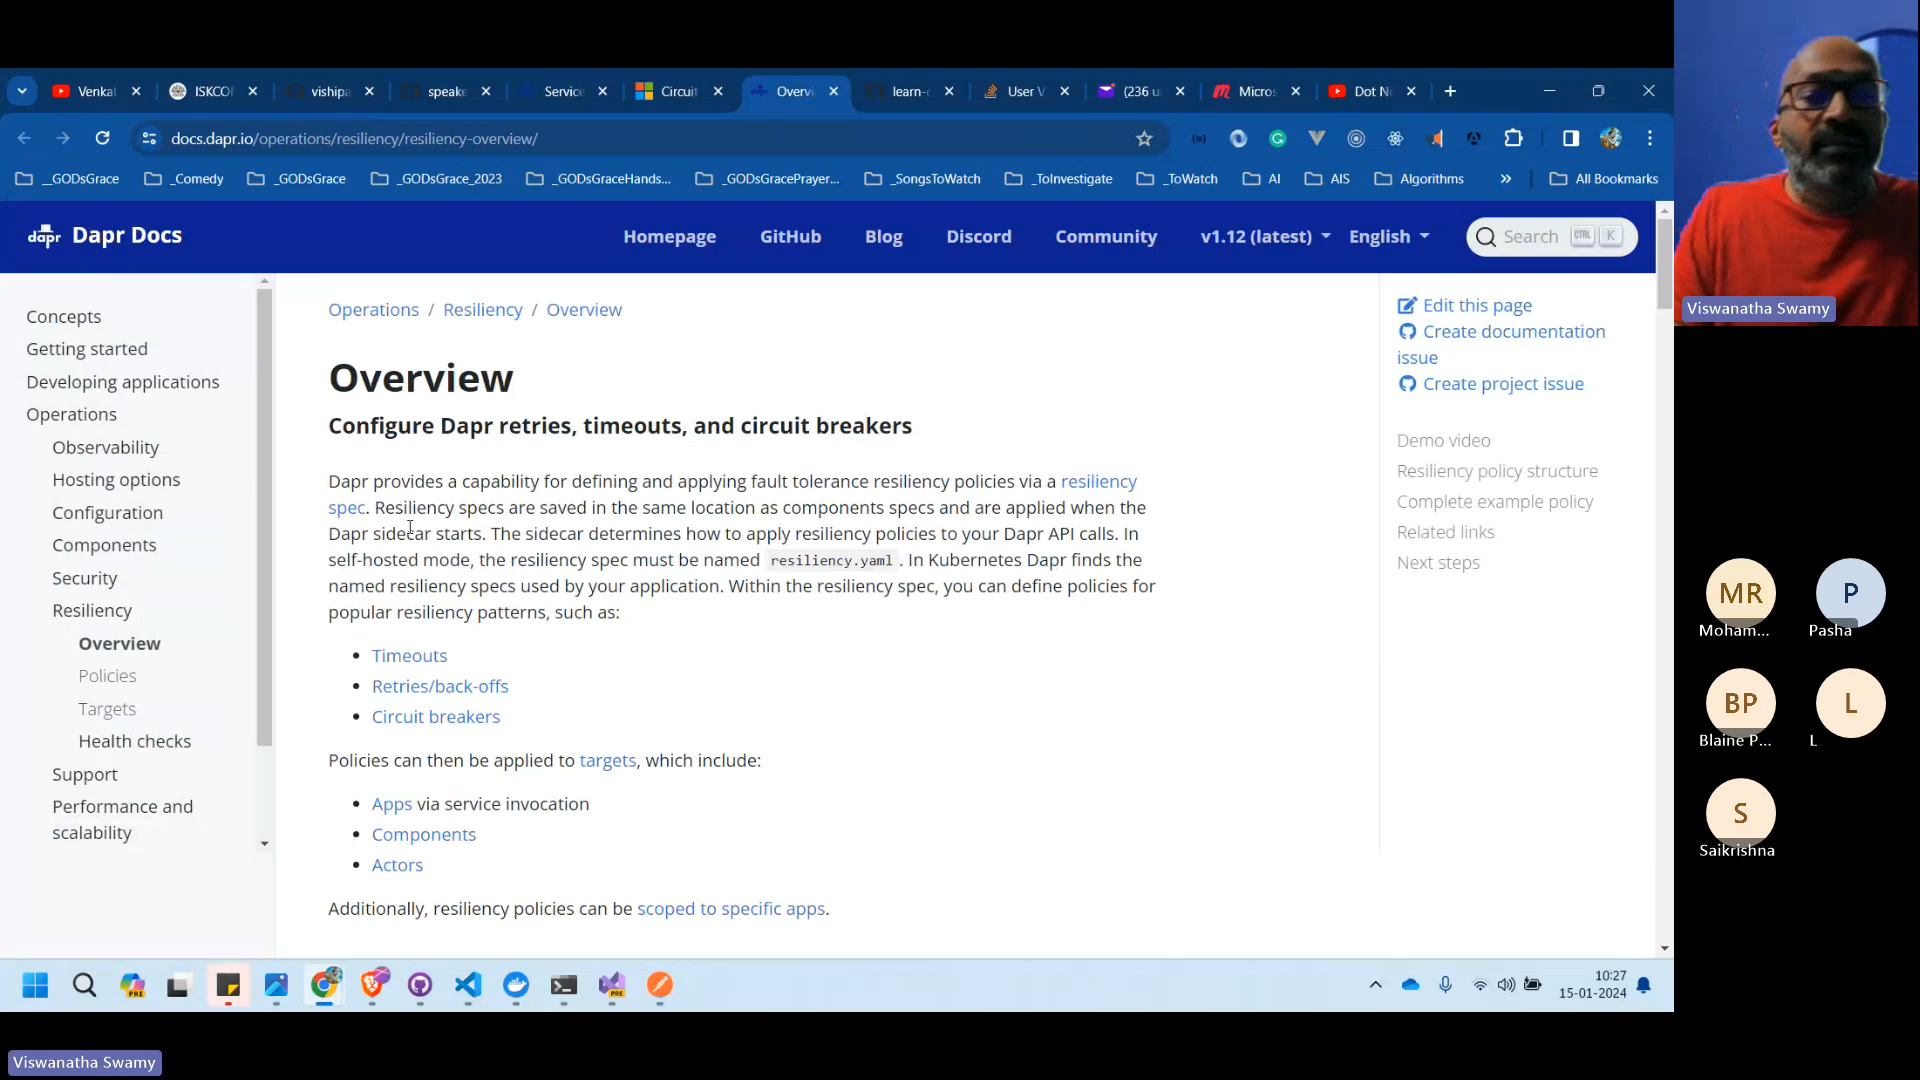 Venkat
ISKCO
vishipa
speake
Service
Circuit
Overvi
learn-
User V
(236 u
Micros
Dot N
docs.dapr.io/operations/resiliency/resiliency-overview/
__GODsGrace
_Comedy
_GODsGrace
_GODsGrace_2023
_GODsGraceHands...
_GODsGracePrayer...
_SongsToWatch
_ToInvestigate
_ToWatch
AI
AIS
Algorithms
»
All Bookmarks
dapr Dapr Docs
Homepage
GitHub
Blog
Discord
Community
v1.12 (latest)
English
Search CTRL K
Concepts
Getting started
Developing applications
Operations
Observability
Hosting options
Configuration
Components
Security
Resiliency
Overview
Policies
Targets
Health checks
Support
Performance and
scalability
Operations / Resiliency / Overview
Overview
Configure Dapr retries, timeouts, and circuit breakers
Dapr provides a capability for defining and applying fault tolerance resiliency policies via a resiliency
spec. Resiliency specs are saved in the same location as components specs and are applied when the
Dapr sidecar starts. The sidecar determines how to apply resiliency policies to your Dapr API calls. In
self-hosted mode, the resiliency spec must be named resiliency.yaml. In Kubernetes Dapr finds the
named resiliency specs used by your application. Within the resiliency spec, you can define policies for
popular resiliency patterns, such as:
• Timeouts
• Retries/back-offs
• Circuit breakers
Policies can then be applied to targets, which include:
• Apps via service invocation
• Components
• Actors
Additionally, resiliency policies can be scoped to specific apps.
Edit this page
Create documentation
issue
Create project issue
Demo video
Resiliency policy structure
Complete example policy
Related links
Next steps
PRE
PRE
10:27
15-01-2024
Viswanatha Swamy
MR
Moham...
P
Pasha
BP
Blaine P...
L
L
S
Saikrishna
Viswanatha Swamy